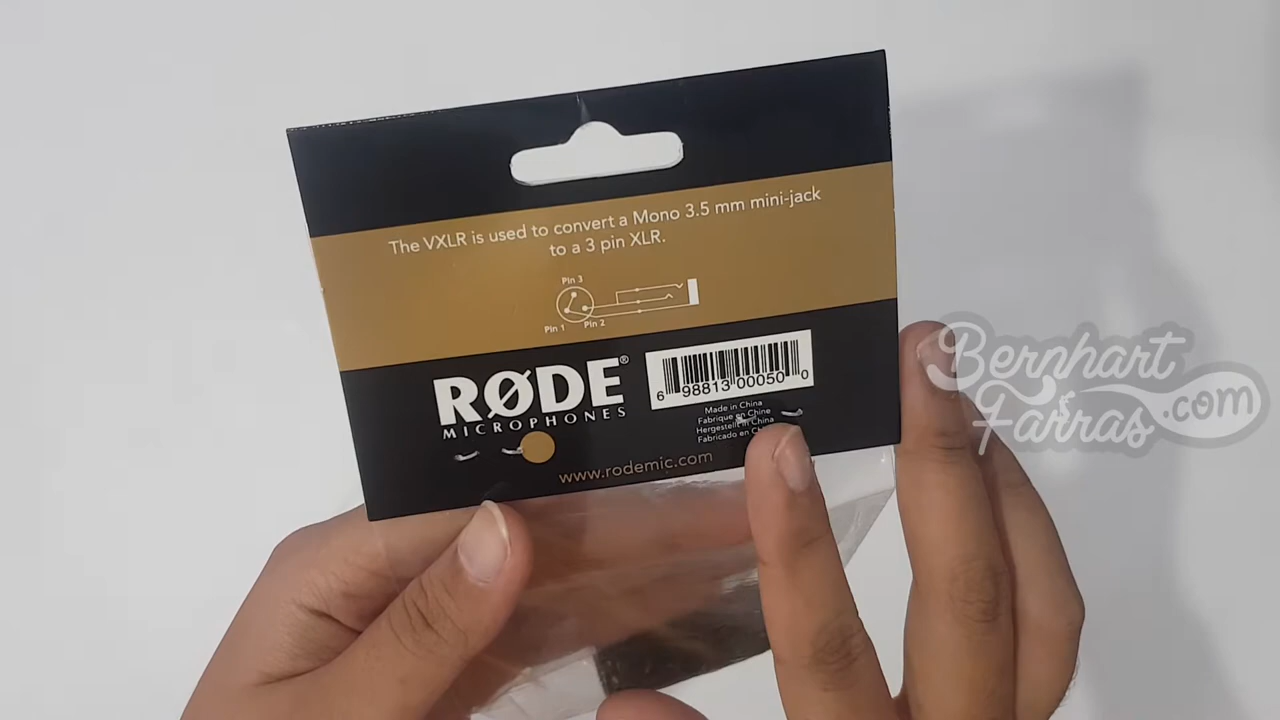 The VXLR is used to convert a Mono 3.5 mm mini-jack
to a 3 pin XLR.
Pin 3
Pin 1
Pin 2
RØDE®
MICROPHONES
6 98813 00050 0
Made in China
Fabrique en Chine
Hergestellt in China
Fabricado en
www.rodemic.com
Bernhart
& Farras.com